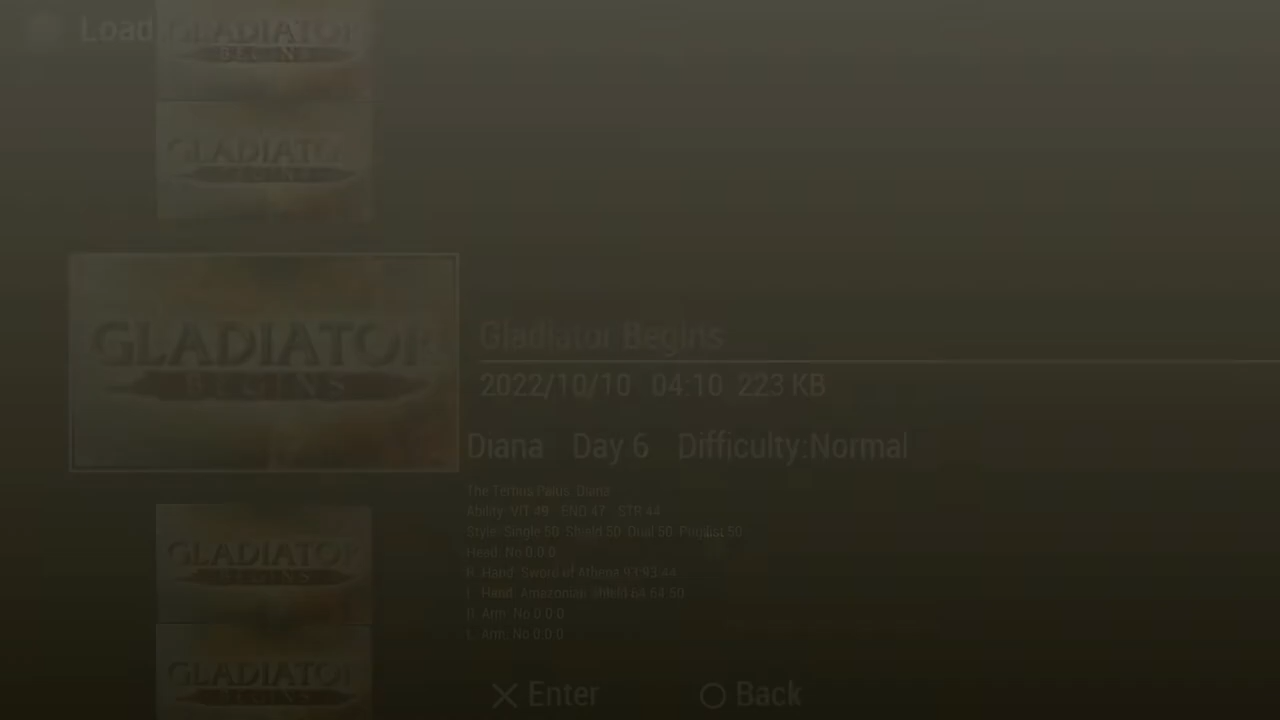 Load
GLADIATOR
BEGINS
GLADIATOR
BEGINS
GLADIATOR
BEGINS
Gladiator Begins
2022/10/10 04:10 223 KB
Diana Day 6 Difficulty:Normal
Diana
Ability: VIT 49 END 47 STR 44
Style: Single 50 Shield 50 Dual 50 Pugilist 50
Head: No 0:0:0
R. Hand: Sword of Athena 93:93:44
L. Hand: Amazonian Shield 64:64:50
Arm: No 0:0:0
L. Arm: No 0:0:0
GLADIATOR
BEGINS
GLADIATOR
BEGINS
Enter
Back